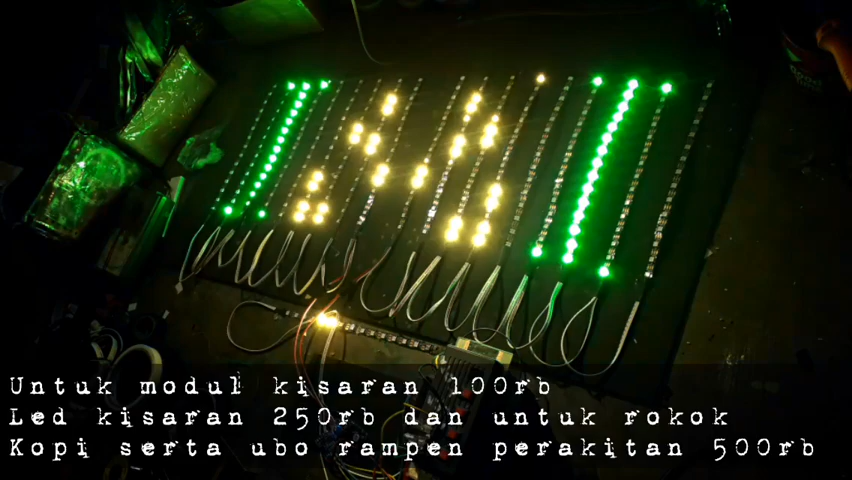 Untuk modul kisaran 100rb
Led kisaran 250rb dan untuk rokok
Kopi serta ubo rampen perakitan 500rb